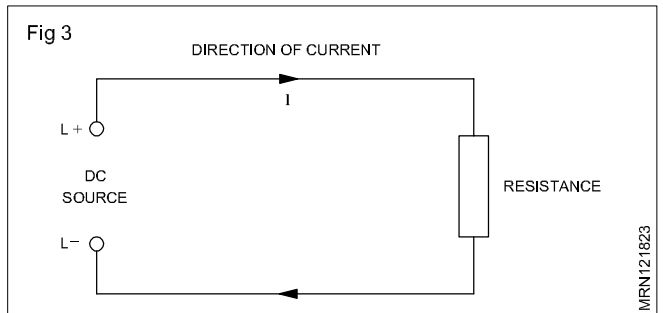 Fig 3
DIRECTION OF CURRENT
I
L +
DC
SOURCE
L–
RESISTANCE
MRN121823